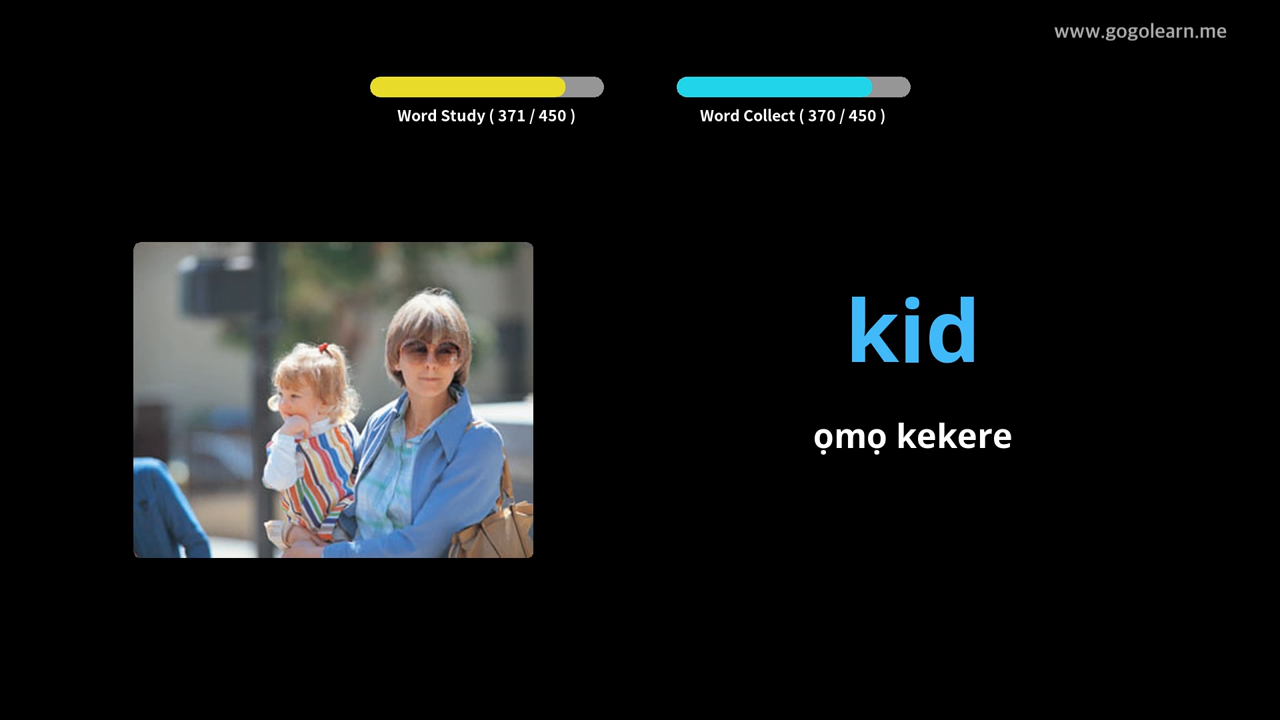 www.gogolearn.me
Word Study ( 371 / 450 )
Word Collect ( 370 / 450 )
kid
ọmọ kekere